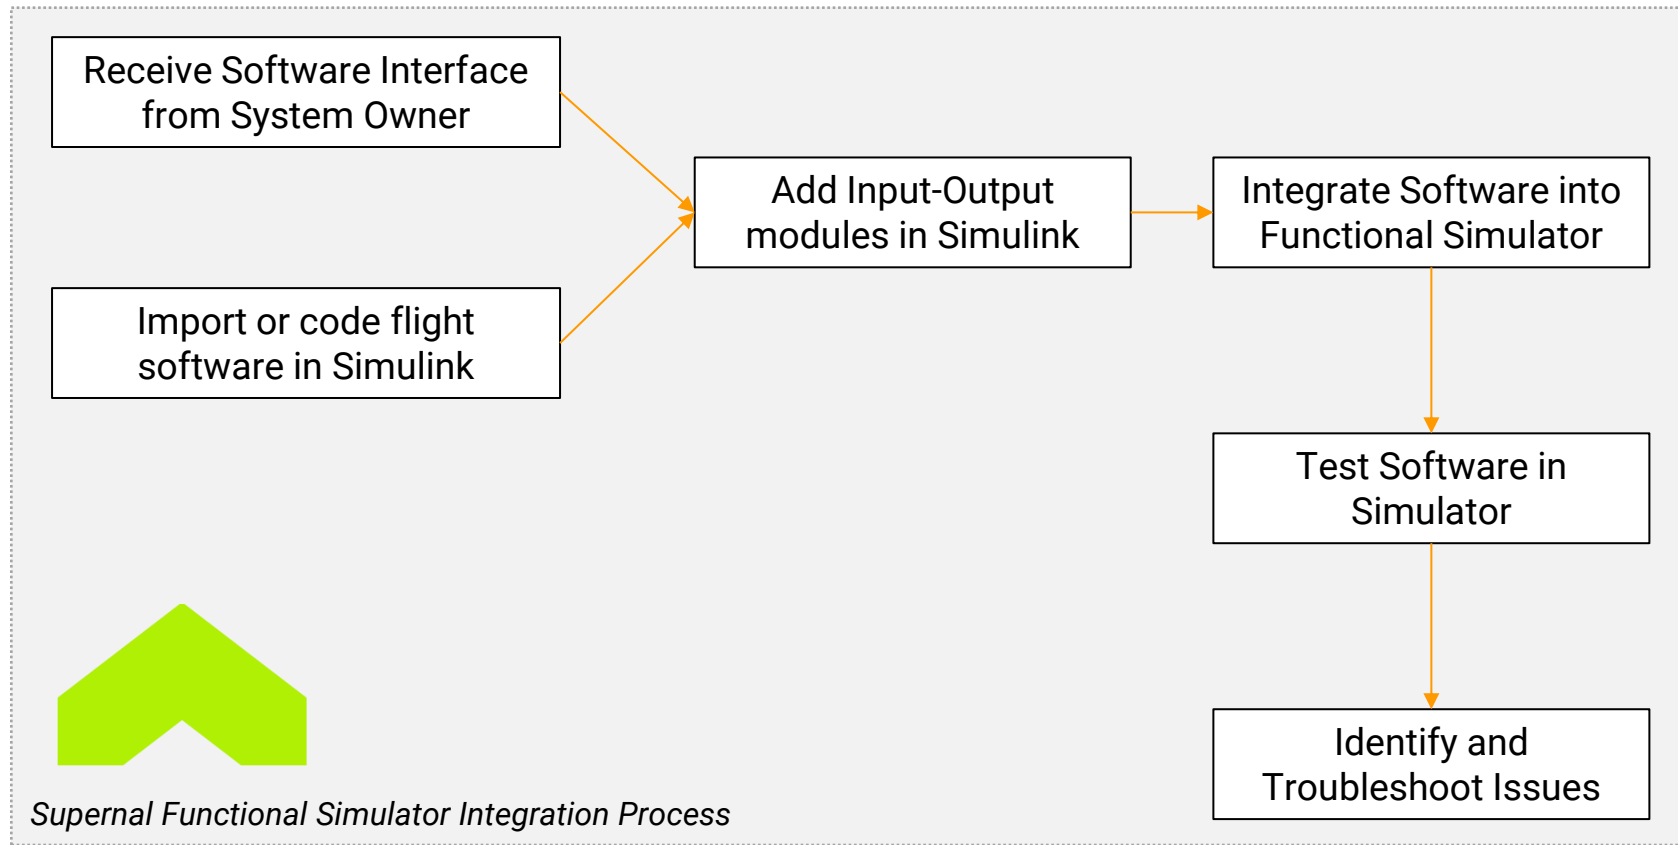 Receive Software Interface
from System Owner
Import or code flight
software in Simulink
Add Input-Output
modules in Simulink
Integrate Software into
Functional Simulator
Test Software in
Simulator
Identify and
Troubleshoot Issues
Supernal Functional Simulator Integration Process